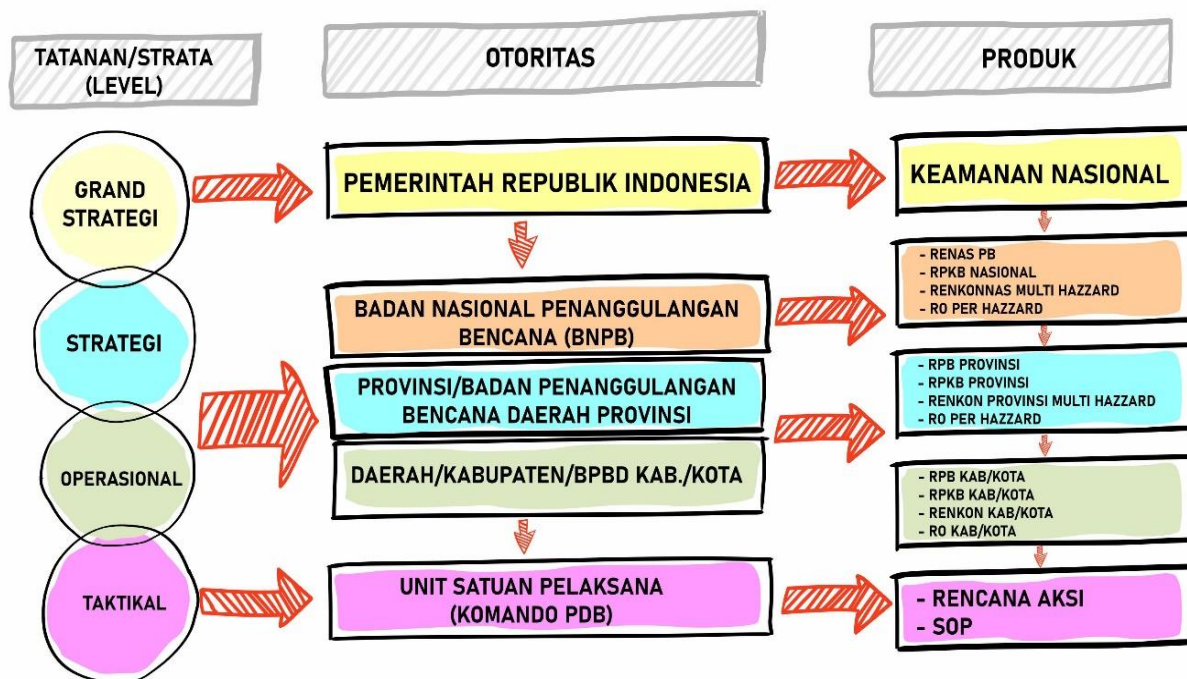 TATANAN/STRATA
(LEVEL)
OTORITAS
PRODUK
GRAND
STRATEGI
PEMERINTAH REPUBLIK INDONESIA
KEAMANAN NASIONAL
- RENAS PB
- RPKB NASIONAL
- RENKONNAS MULTI HAZZARD
- RO PER HAZZARD
STRATEGI
BADAN NASIONAL PENANGGULANGAN
BENCANA (BNPB)
PROVINSI/BADAN PENANGGULANGAN
BENCANA DAERAH PROVINSI
- RPB PROVINSI
- RPKB PROVINSI
- RENKON PROVINSI MULTI HAZZARD
- RO PER HAZZARD
OPERASIONAL
DAERAH/KABUPATEN/BPBD KAB./KOTA
- RPB KAB/KOTA
- RPKB KAB/KOTA
- RENKON KAB/KOTA
- RO KAB/KOTA
TAKTIKAL
UNIT SATUAN PELAKSANA
(KOMANDO PDB)
- RENCANA AKSI
- SOP